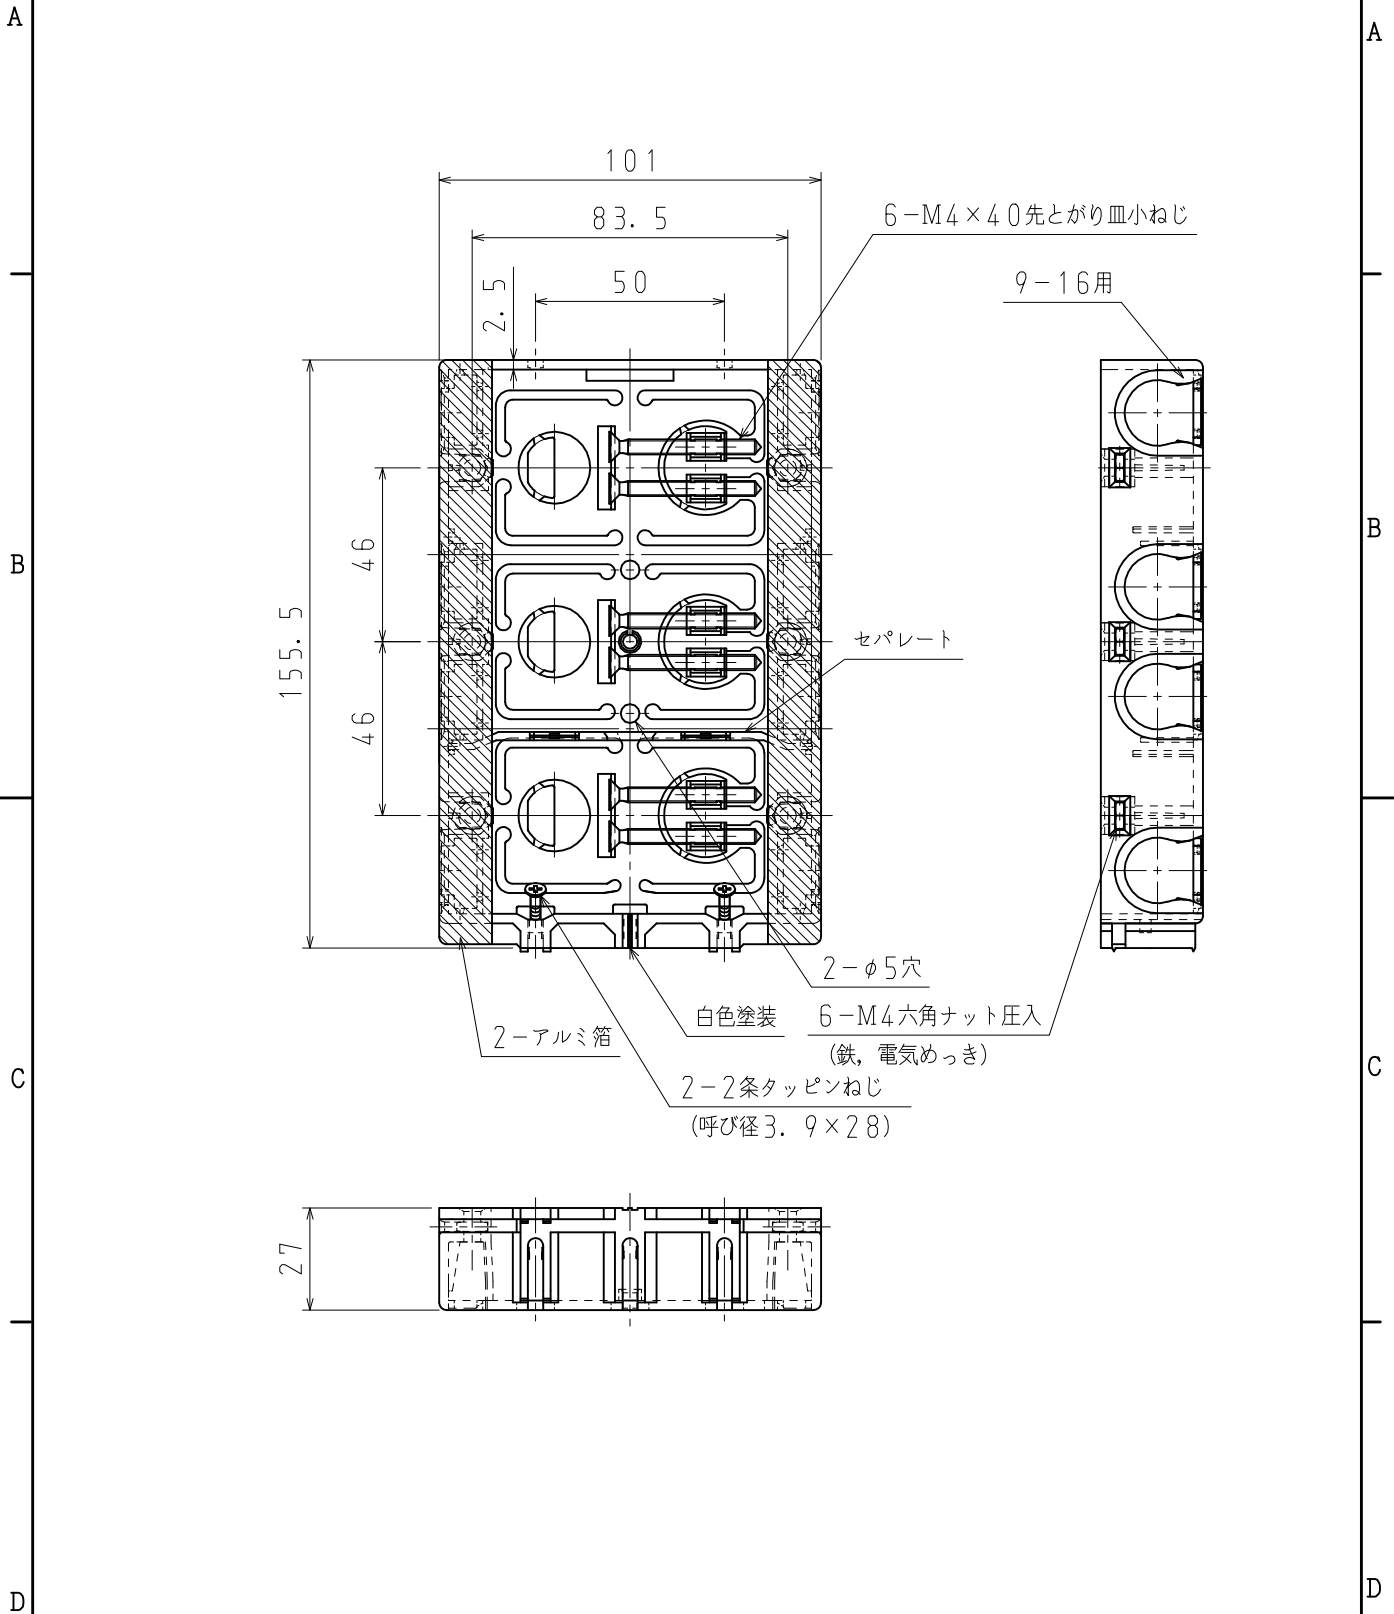 A
A
101
83.5
6-M4×40先とがり皿小ねじ
50
9-16用
2.5
B
B
46
155.5
セパレート
46
2-φ5穴
白色塗装
6-M4六角ナット圧入
2-アルミ箔
(鉄, 電気めっき)
C
C
2-2条タッピンねじ
(呼び径3.9×28)
27
D
D